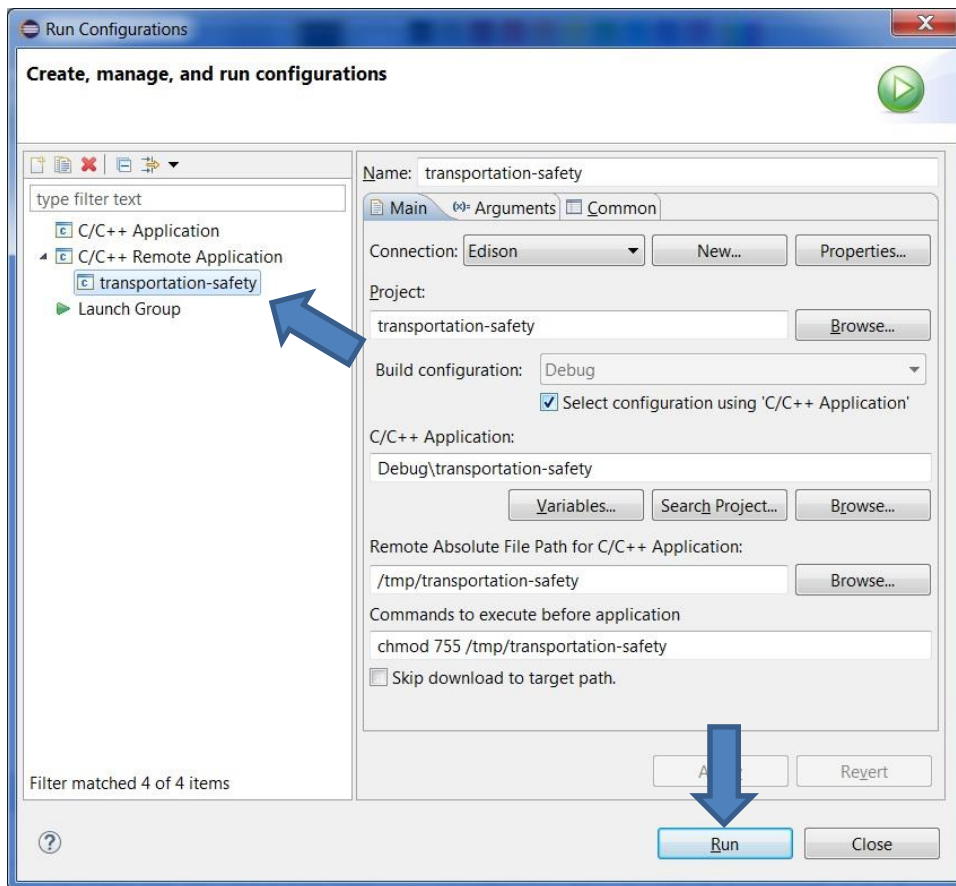 Run Configurations
X
Create, manage, and run configurations
type filter text
C/C++ Application
C/C++ Remote Application
transportation-safety
Launch Group
Filter matched 4 of 4 items
Name: transportation-safety
Main (x)= Arguments Common
Connection: Edison New... Properties...
Project:
transportation-safety Browse...
Build configuration: Debug
Select configuration using 'C/C++ Application'
C/C++ Application:
Debug\transportation-safety
Variables... Search Project... Browse...
Remote Absolute File Path for C/C++ Application:
/tmp/transportation-safety Browse...
Commands to execute before application
chmod 755 /tmp/transportation-safety
Skip download to target path.
Revert
? Run Close